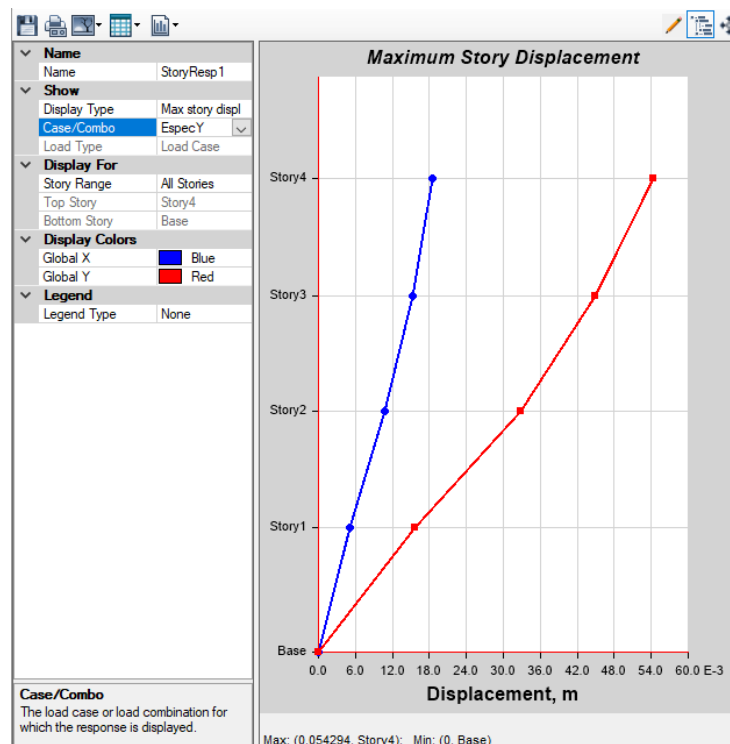 Name
Name StoryResp1
Show
Display Type Max story displ
Case/Combo EspecY
Load Type Load Case
Display For
Story Range All Stories
Top Story Story4
Bottom Story Base
Display Colors
Global X Blue
Global Y Red
Legend
Legend Type None
Case/Combo
The load case or load combination for
which the response is displayed.
Maximum Story Displacement
Story4
Story3
Story2
Story1
Base
0.0 6.0 12.0 18.0 24.0 30.0 36.0 42.0 48.0 54.0 60.0 E-3
Displacement, m
Max: (0.054294, Story4); Min: (0, Base)